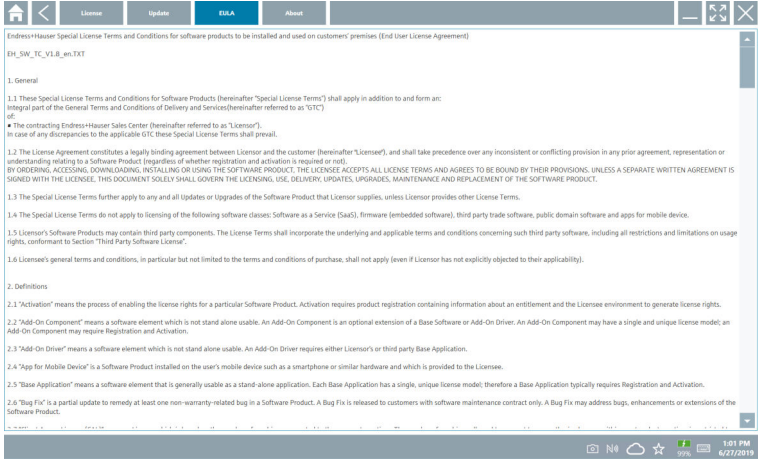 License
Update
EULA
About
Endress+Hauser Special License Terms and Conditions for software products to be installed and used on customers' premises (End User License Agreement)
EH_SW_TC_V1.8_en.TXT
1. General
1.1 These Special License Terms and Conditions for Software Products (hereinafter "Special License Terms") shall apply in addition to and form an:
Integral part of the General Terms and Conditions of Delivery and Services(hereinafter referred to as "GTC")
of:
● The contracting Endress+Hauser Sales Center (hereinafter referred to as "Licensor").
In case of any discrepancies to the applicable GTC these Special License Terms shall prevail.
1.2 The License Agreement constitutes a legally binding agreement between Licensor and the customer (hereinafter "Licensee"), and shall take precedence over any inconsistent or conflicting provision in any prior agreement, representation or
understanding relating to a Software Product (regardless of whether registration and activation is required or not).
BY ORDERING, ACCESSING, DOWNLOADING, INSTALLING OR USING THE SOFTWARE PRODUCT, THE LICENSEE ACCEPTS ALL LICENSE TERMS AND AGREES TO BE BOUND BY THEIR PROVISIONS. UNLESS A SEPARATE WRITTEN AGREEMENT IS
SIGNED WITH THE LICENSEE, THIS DOCUMENT SOLELY SHALL GOVERN THE LICENSING, USE, DELIVERY, UPDATES, UPGRADES, MAINTENANCE AND REPLACEMENT OF THE SOFTWARE PRODUCT.
1.3 The Special License Terms further apply to any and all Updates or Upgrades of the Software Product that Licensor supplies, unless Licensor provides other License Terms.
1.4 The Special License Terms do not apply to licensing of the following software classes: Software as a Service (SaaS), firmware (embedded software), third party trade software, public domain software and apps for mobile device.
1.5 Licensor's Software Products may contain third party components. The License Terms shall incorporate the underlying and applicable terms and conditions concerning such third party software, including all restrictions and limitations on usage
rights, conformant to Section "Third Party Software License".
1.6 Licensee's general terms and conditions, in particular but not limited to the terms and conditions of purchase, shall not apply (even if Licensor has not explicitly objected to their applicability).
2. Definitions
2.1 "Activation" means the process of enabling the license rights for a particular Software Product. Activation requires product registration containing information about an entitlement and the Licensee environment to generate license rights.
2.2 "Add-On Component" means a software element which is not stand alone usable. An Add-On Component is an optional extension of a Base Software or Add-On Driver. An Add-On Component may have a single and unique license model; an
Add-On Component may require Registration and Activation.
2.3 "Add-On Driver" means a software element which is not stand alone usable. An Add-On Driver requires either Licensor's or third party Base Application.
2.4 "App for Mobile Device" is a Software Product installed on the user's mobile device such as a smartphone or similar hardware and which is provided to the Licensee.
2.5 "Base Application" means a software element that is generally usable as a stand-alone application. Each Base Application has a single, unique license model; therefore a Base Application typically requires Registration and Activation.
2.6 "Bug Fix" is a partial update to remedy at least one non-warranty-related bug in a Software Product. A Bug Fix is released to customers with software maintenance contract only. A Bug Fix may address bugs, enhancements or extensions of the
Software Product.
99%
1:01 PM
6/27/2019